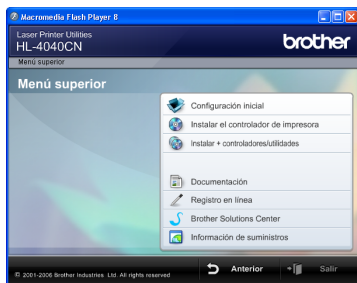 Macromedia Flash Player 8
Laser Printer Utilities
HL-4040CN
brother
Menú superior
Menú superior
Configuración inicial
Instalar el controlador de impresora
Instalar + controladores/utilidades
Documentación
Registro en línea
Brother Solutions Center
Información de suministros
© 2001-2006 Brother Industries Ltd. All rights reserved
Anterior
Salir